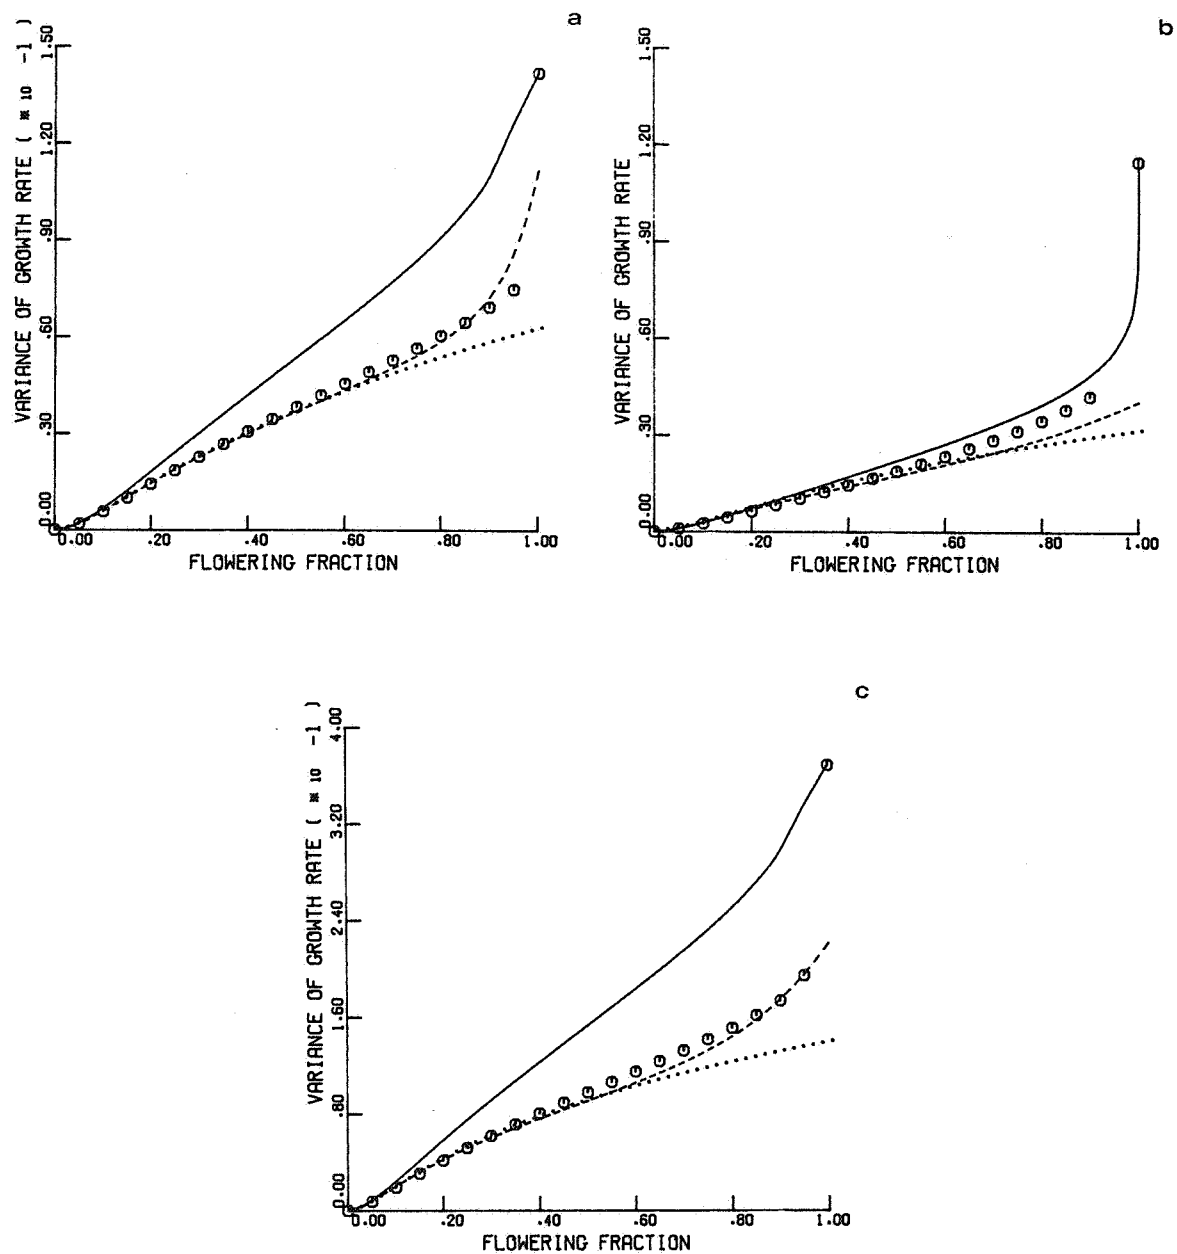 a
VARIANCE OF GROWTH RATE ( * 10 -1 )
1.50
1.20
.90
.60
.30
0.00
0.00 .20 .40 .60 .80 1.00
FLOWERING FRACTION
b
VARIANCE OF GROWTH RATE
1.50
1.20
.90
.60
.30
0.00
0.00 .20 .40 .60 .80 1.00
FLOWERING FRACTION
c
VARIANCE OF GROWTH RATE ( * 10 -1 )
4.00
3.20
2.40
1.60
.80
0.00
0.00 .20 .40 .60 .80 1.00
FLOWERING FRACTION